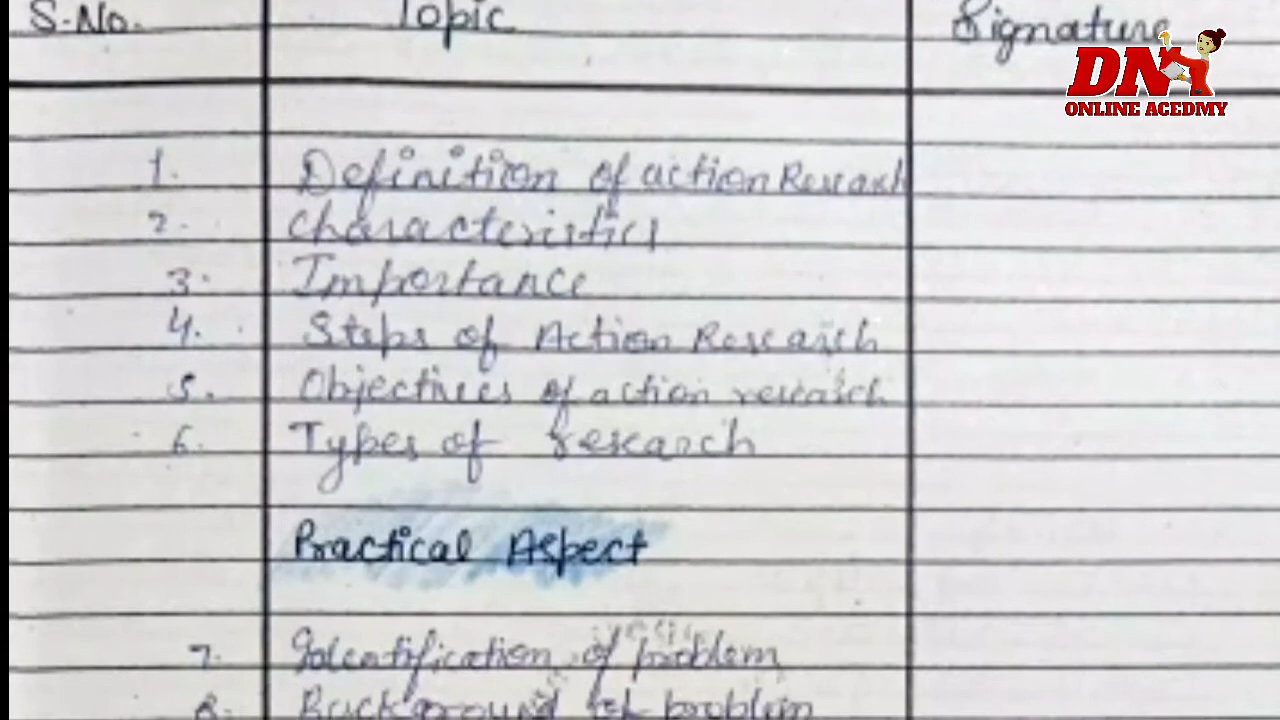 S.No. Topic Signature
DNA
ONLINE ACEDMY
1. Definition of action Research
2. Characteristics
3. Importance
4. Steps of Action Research
5. Objectives of action research
6. Types of research
Practical Aspect
7. Identification of problem
8. Background of problem